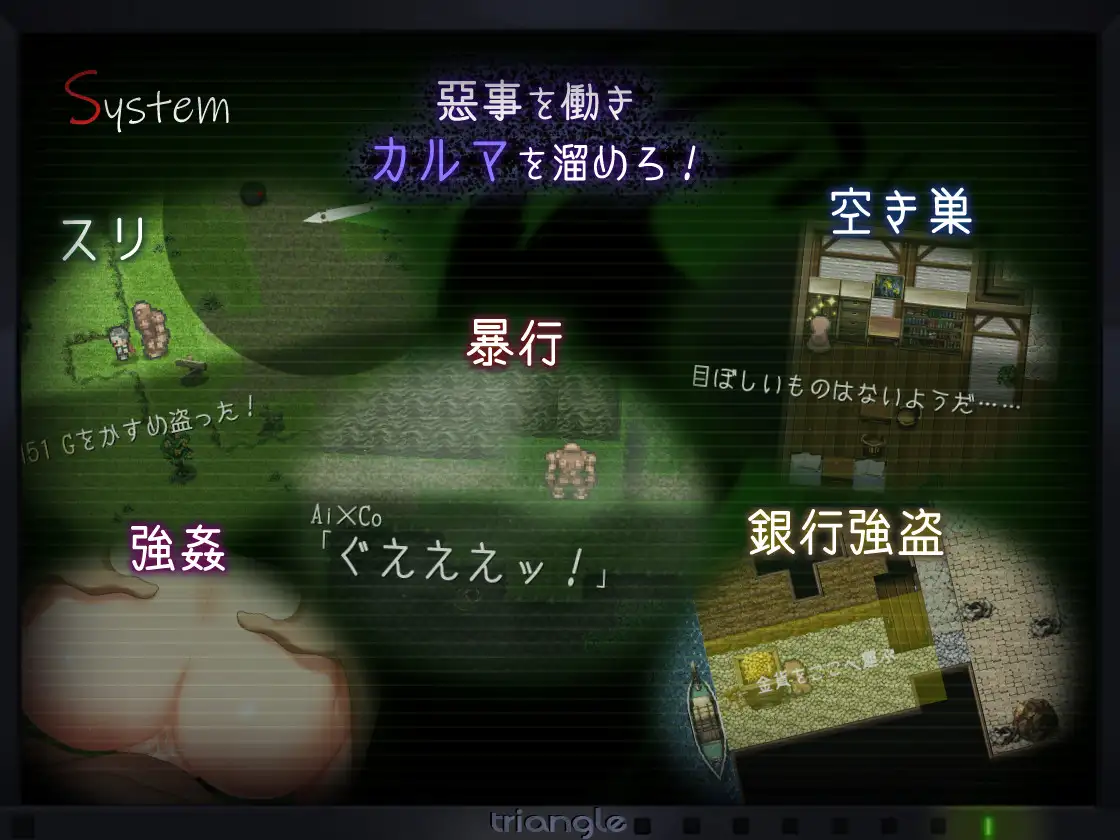 System
惡事を働き
カルマを溜めろ！
スリ
空き巣
暴行
目ぼしいものはないようだ……
151 Gをかすめ盗った！
Ai×Co
「ぐえええッ！」
強姦
銀行強盗
金貨をここへ運べ
triangle